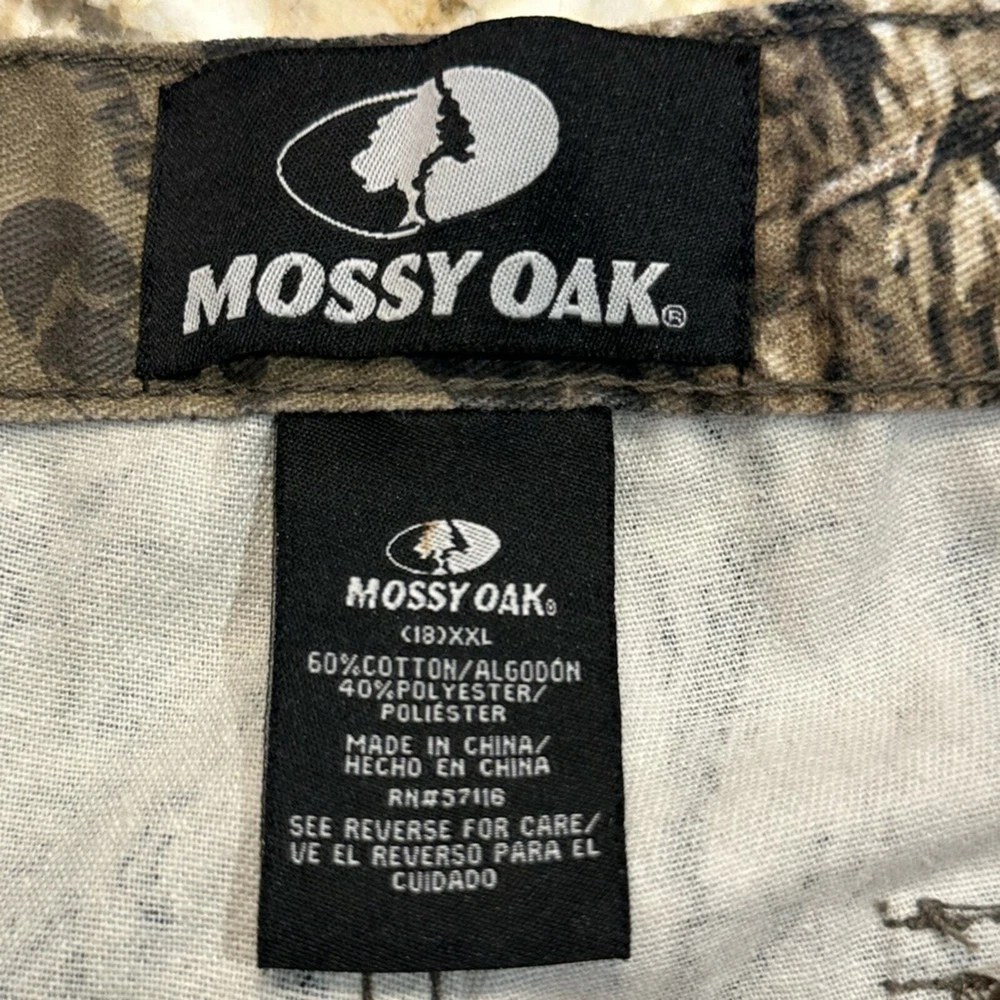 MOSSY OAK®
MOSSY OAK®
(18)XXL
60%COTTON/ALGODÓN
40%POLYESTER/
POLIÉSTER
MADE IN CHINA/
HECHO EN CHINA
RN#57116
SEE REVERSE FOR CARE/
VE EL REVERSO PARA EL
CUIDADO